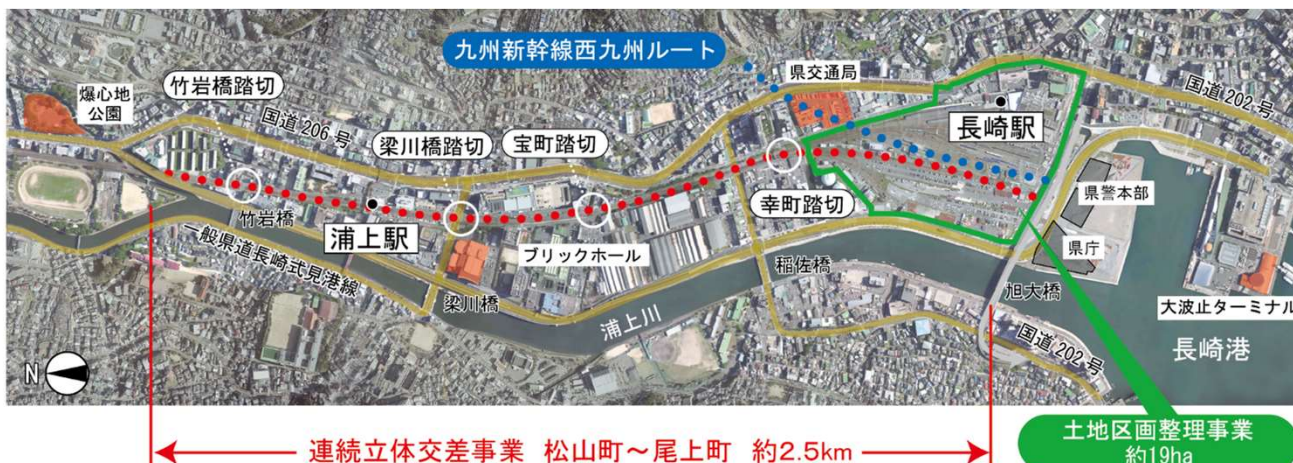 九州新幹線西九州ルート
爆心地
公園
竹岩橋踏切
国道206号
梁川橋踏切
宝町踏切
県交通局
長崎駅
国道202号
竹岩橋
浦上駅
一般県道長崎式見港線
梁川橋
ブリックホール
幸町踏切
稲佐橋
浦上川
旭大橋
県警本部
県庁
大波止ターミナル
長崎港
国道202号
N
連続立体交差事業 松山町～尾上町 約2.5km
土地区画整理事業
約19ha